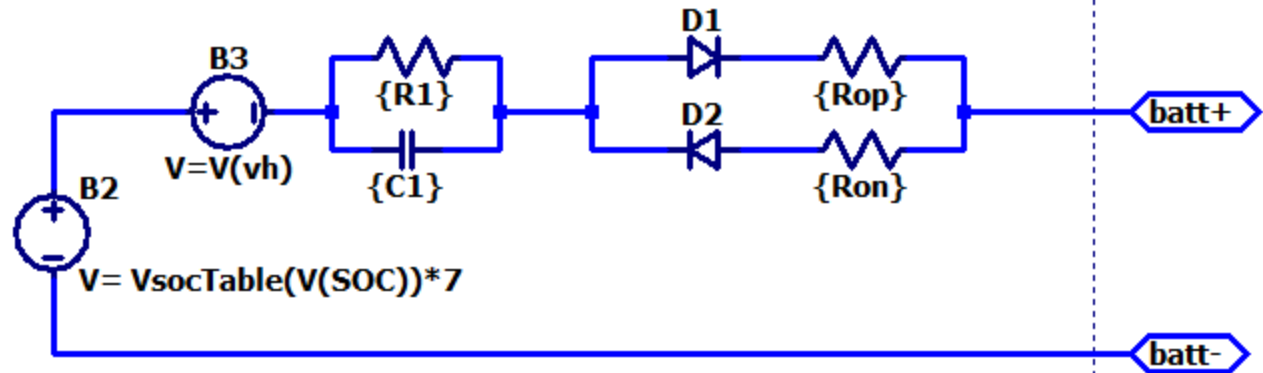 D1
B3
{R1}
{Rop}
batt+
D2
V=V(vh)
{C1}
{Ron}
B2
V= VsocTable(V(SOC))*7
batt-